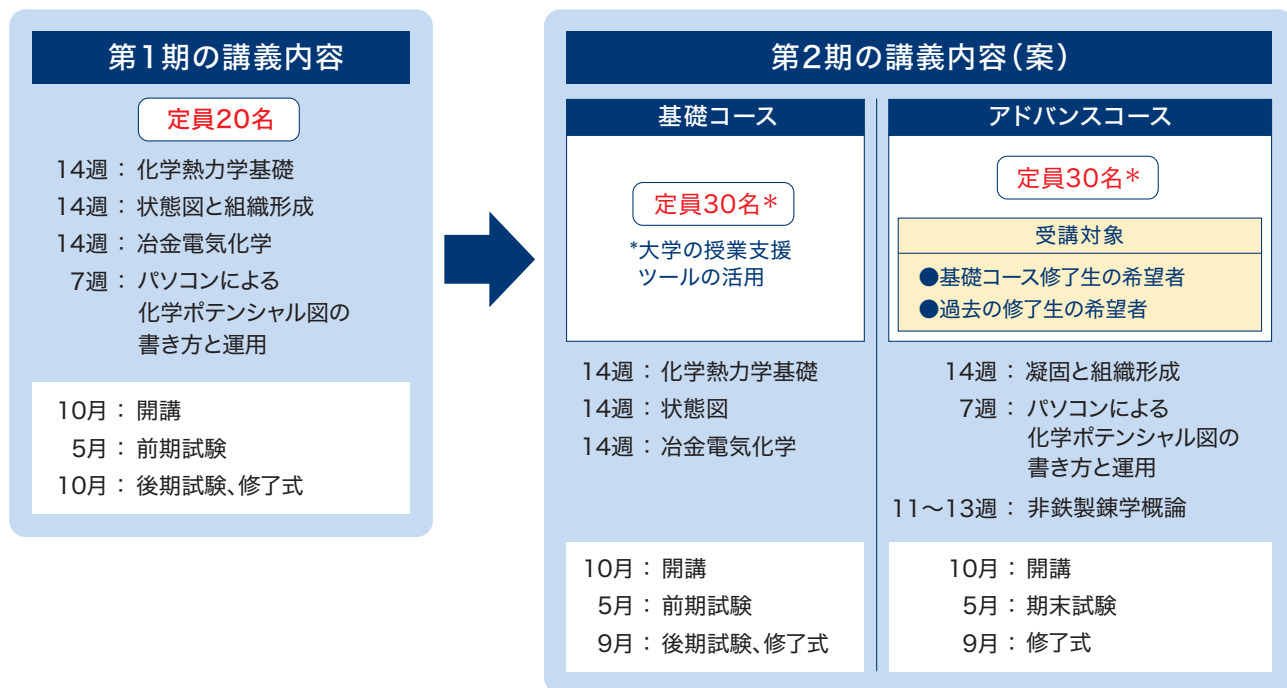 第1期の講義内容
定員20名
14週：化学熱力学基礎
14週：状態図と組織形成
14週：冶金電気化学
7週：パソコンによる
化学ポテンシャル図の
書き方と運用
10月：開講
5月：前期試験
10月：後期試験、修了式
第2期の講義内容（案）
基礎コース
定員30名＊
*大学の授業支援
ツールの活用
14週：化学熱力学基礎
14週：状態図
14週：冶金電気化学
10月：開講
5月：前期試験
9月：後期試験、修了式
アドバンスコース
定員30名＊
受講対象
●基礎コース修了生の希望者
●過去の修了生の希望者
14週：凝固と組織形成
7週：パソコンによる
化学ポテンシャル図の
書き方と運用
11～13週：非鉄製錬学概論
10月：開講
5月：期末試験
9月：修了式